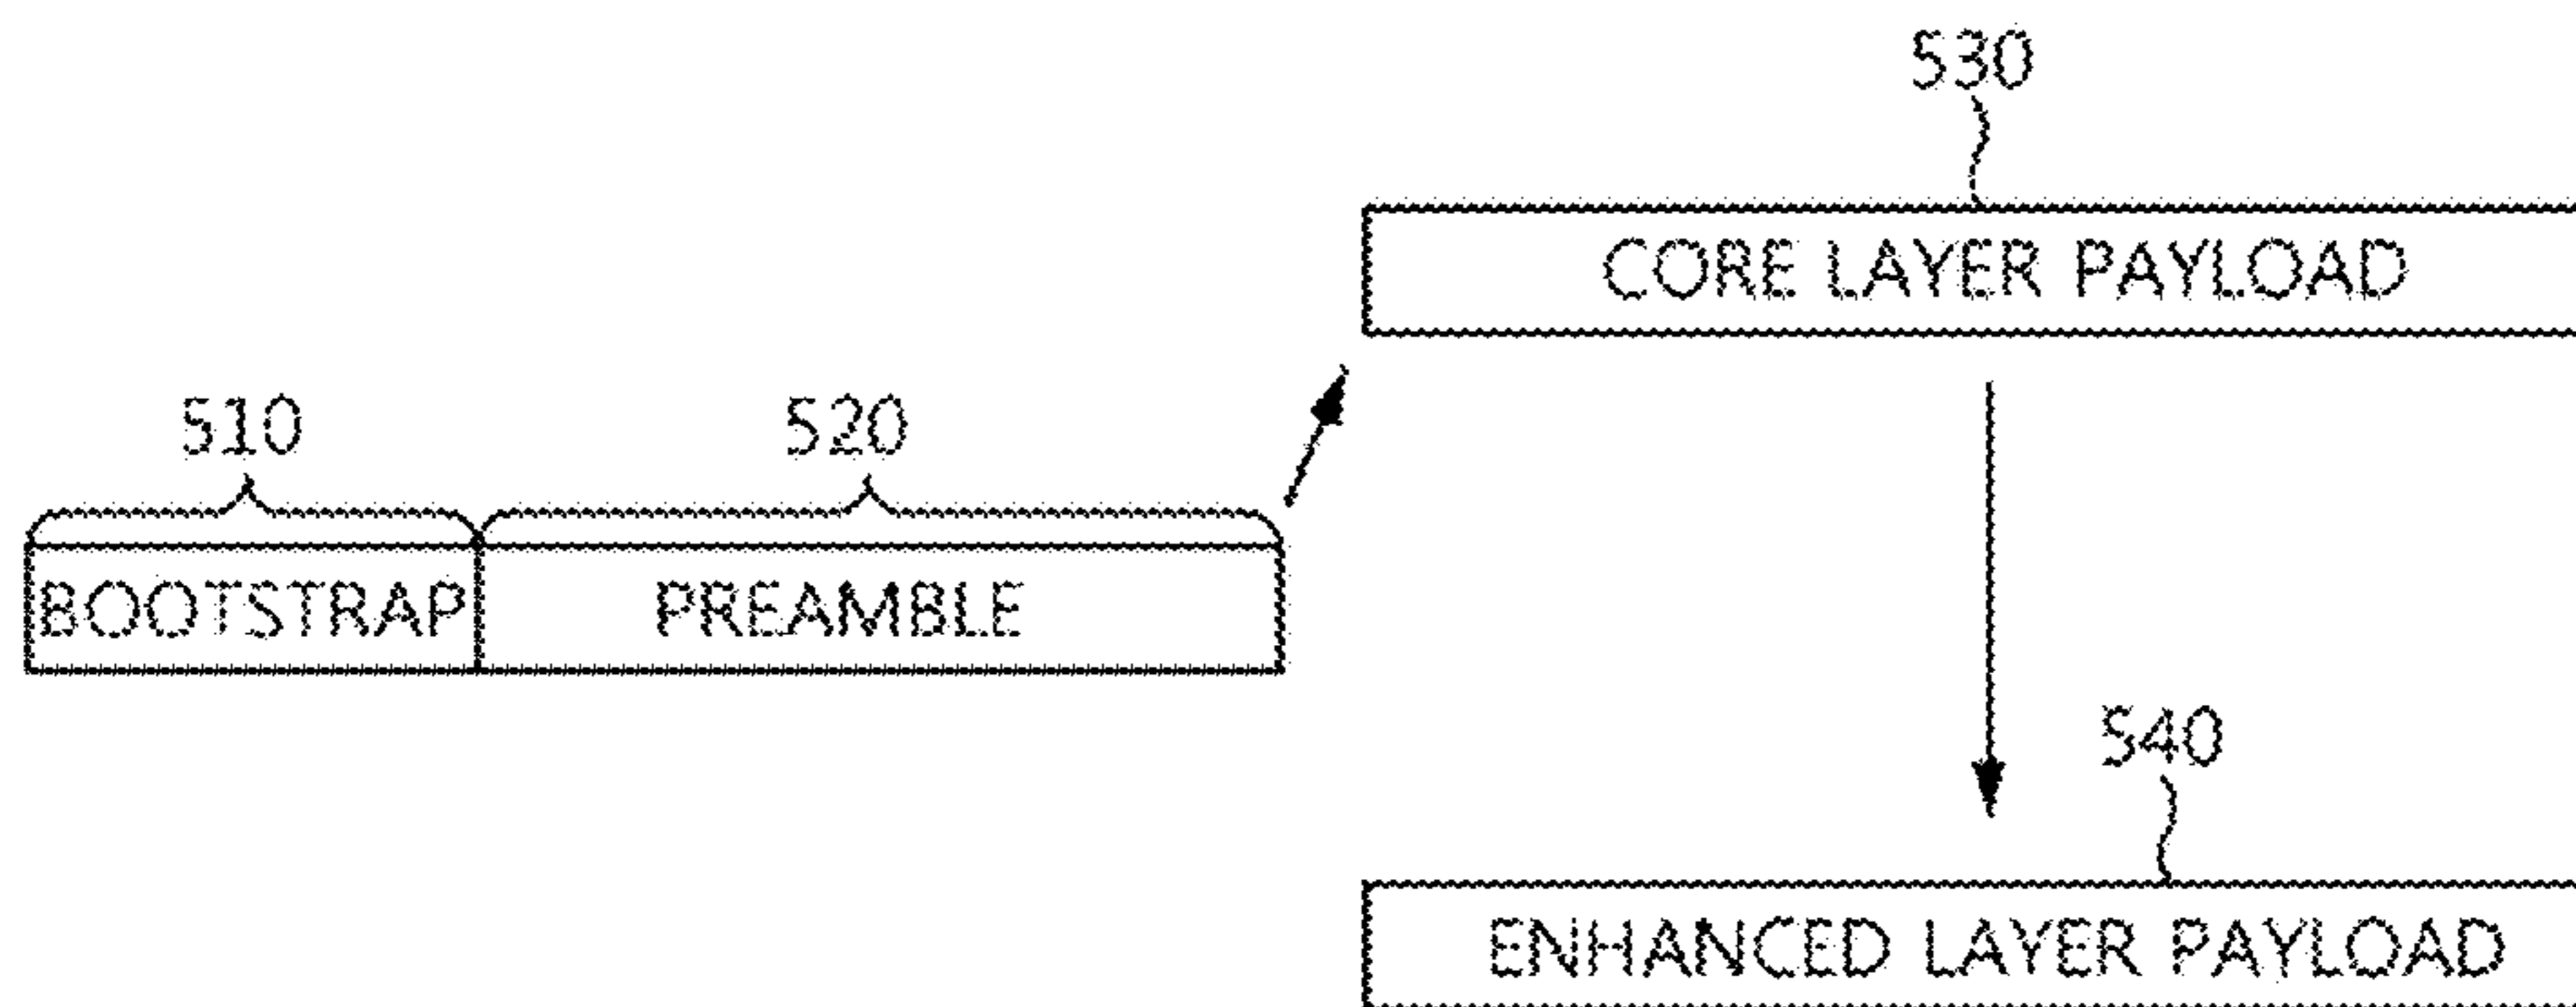 530
CORE LAYER PAYLOAD
510
520
BOOTSTRAP
PREAMBLE
540
ENHANCED LAYER PAYLOAD